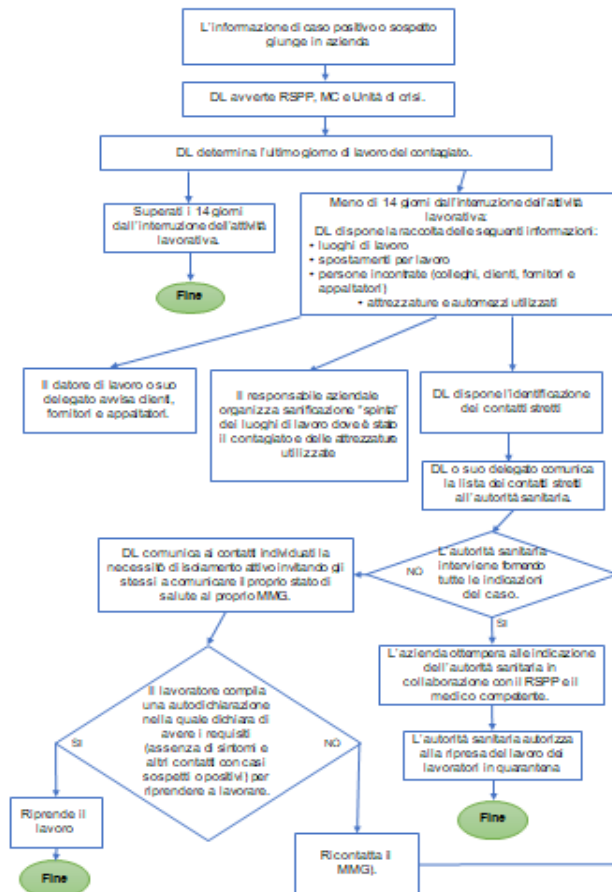 L'informazione di caso positivo o sospetto
giunge in azienda
DL avverte RSPP, MC e Unità di crisi.
DL determina l'ultimo giorno di lavoro del contagiato.
Superati i 14 giorni
dall'interruzione dell'attività
lavorativa.
Fine
Meno di 14 giorni dall'interruzione dell'attività
lavorativa:
DL dispone la raccolta delle seguenti informazioni:
• luoghi di lavoro
• spostamenti per lavoro
• persone incontrate (colleghi, clienti, fornitori e
appaltatori)
• attrezzature e automezzi utilizzati
Il datore di lavoro o suo
delegato avvisa clienti,
fornitori e appaltatori.
Il responsabile aziendale
organizza sanificazione "spinta"
dei luoghi di lavoro dove è stato
il contagiato e delle attrezzature
utilizzate
DL dispone l'identificazione
dei contatti stretti
DL o suo delegato comunica
la lista dei contatti stretti
all'autorità sanitaria.
L'autorità sanitaria
interviene fornendo
tutte le indicazioni
del caso.
NO
SI
DL comunica ai contatti individuati la
necessità di isolamento attivo invitando gli
stessi a comunicare il proprio stato di
salute al proprio MMG.
L'azienda ottempera alle indicazione
dell'autorità sanitaria in
collaborazione con il RSPP e il
medico competente.
L'autorità sanitaria autorizza
alla ripresa del lavoro dei
lavoratori in quarantena
Fine
Il lavoratore compila
una autodichiarazione
nella quale dichiara di
avere i requisiti
(assenza di sintomi e
altri contatti con casi
sospetti o positivi) per
riprendere a lavorare.
SI
NO
Riprende il
lavoro
Fine
Ricontatta il
MMG).